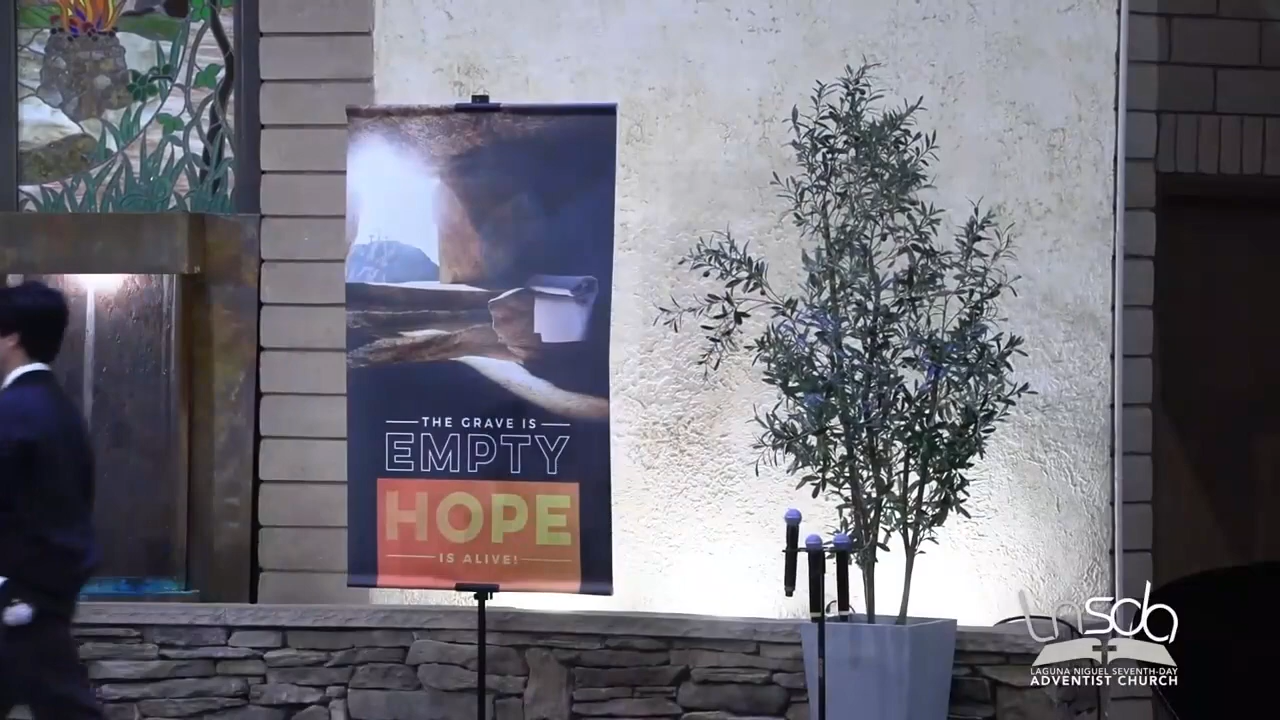 THE GRAVE IS
EMPTY
HOPE
IS ALIVE!
LNSDA
LAGUNA NIGUEL SEVENTH-DAY
ADVENTIST CHURCH